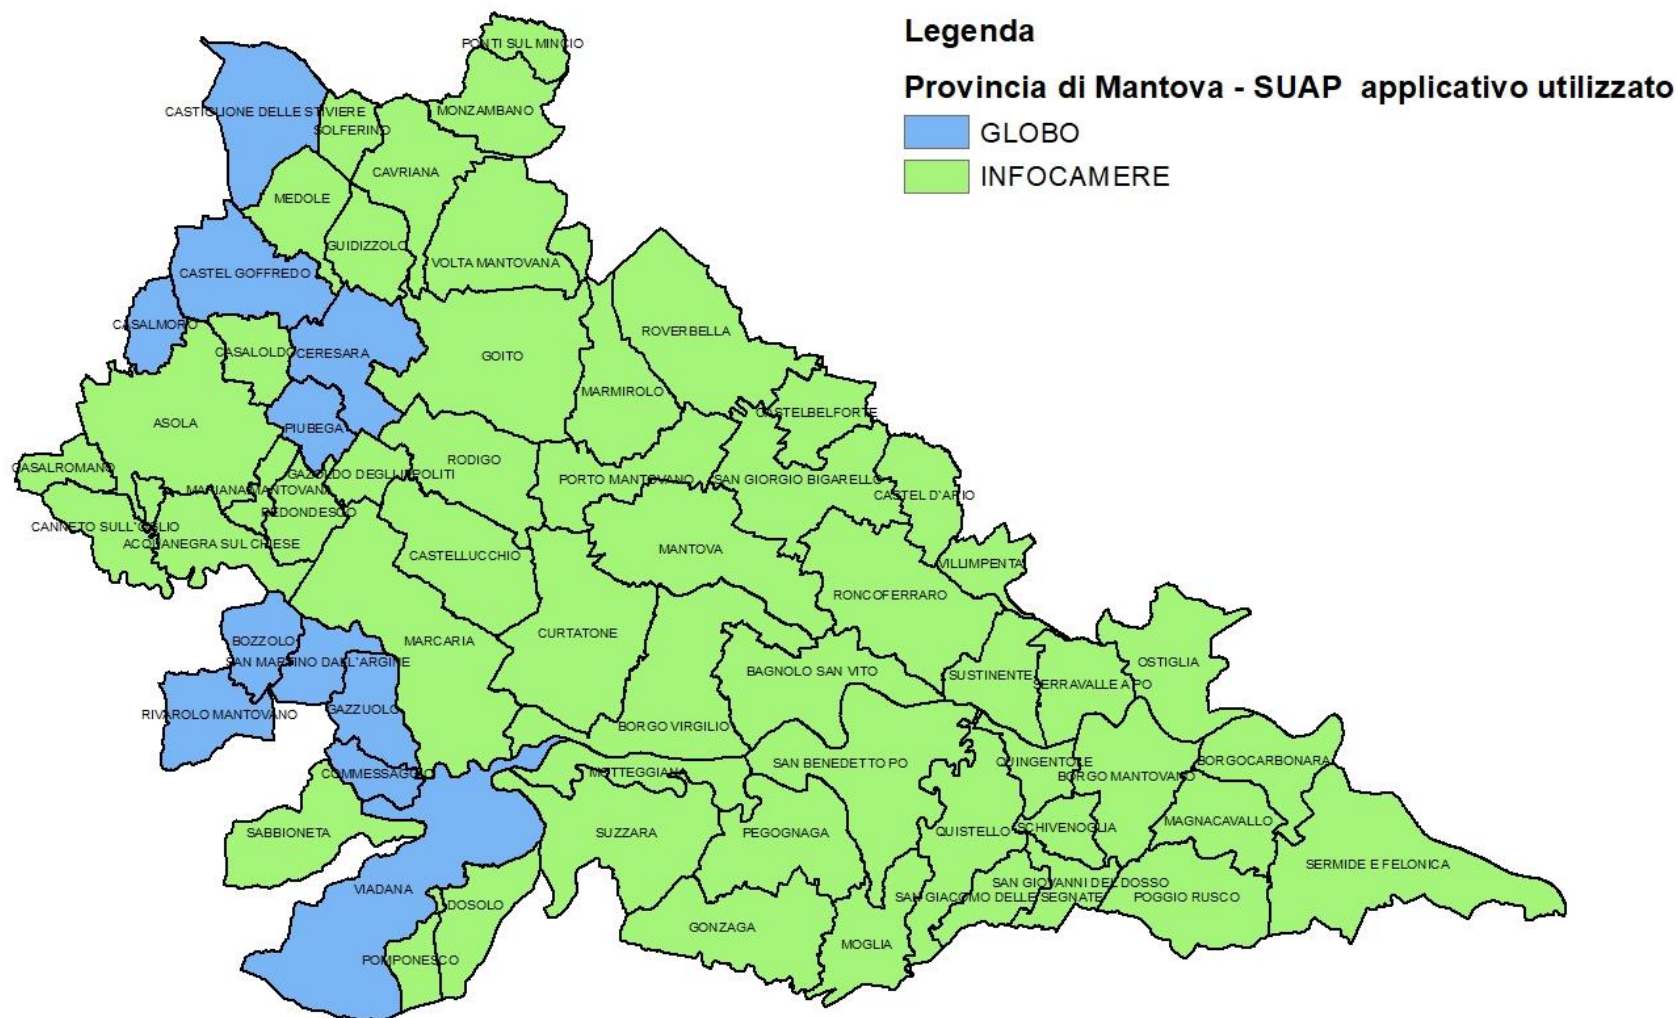 Legenda
Provincia di Mantova - SUAP applicativo utilizzato
GLOBO
INFOCAMERE
PONTI SUL MINCIO
CASTIGLIONE DELLE STIVIERE
MONZAMBANO
SOLFERINO
CAVRIANA
MEDOLE
GUIDIZZOLO
VOLTA MANTOVANA
CASTEL GOFFREDO
CASALMORO
ROVERBELLA
CASALOLDO
CERESARA
GOITO
MARMIROLO
CASTELBELFORTE
ASOLA
PIUBEGA
RODIGO
CASALROMANO
GAZOLDO DEGLI IPPOLITI
PORTO MANTOVANO
SAN GIORGIO BIGARELLO
MARIANA MANTOVANA
CASTEL D'ARIO
REDONDESCO
CANNETO SULL'OGLIO
ACQUANEGRA SUL CHIESE
CASTELLUCCHIO
MANTOVA
VILLIMPENTA
RONCOFERRARO
BOZZOLO
MARCARIA
CURTATONE
SAN MARTINO DALL'ARGINE
BAGNOLO SAN VITO
SUSTINENTE
OSTIGLIA
SERRAVALLE A PO
RIVAROLO MANTOVANO
GAZZUOLO
BORGO VIRGILIO
COMMESSAGGIO
MOTTEGGIANA
SAN BENEDETTO PO
QUINGENTOLE
BORGOCARBONARA
BORGO MANTOVANO
SABBIONETA
SUZZARA
PEGOGNAGA
QUISTELLO
SCHIVENOGLIA
MAGNACAVALLO
SERMIDE E FELONICA
VIADANA
DOSOLO
SAN GIOVANNI DEL DOSSO
SAN GIACOMO DELLE SEGNATE
POGGIO RUSCO
GONZAGA
MOGLIA
POMPONESCO